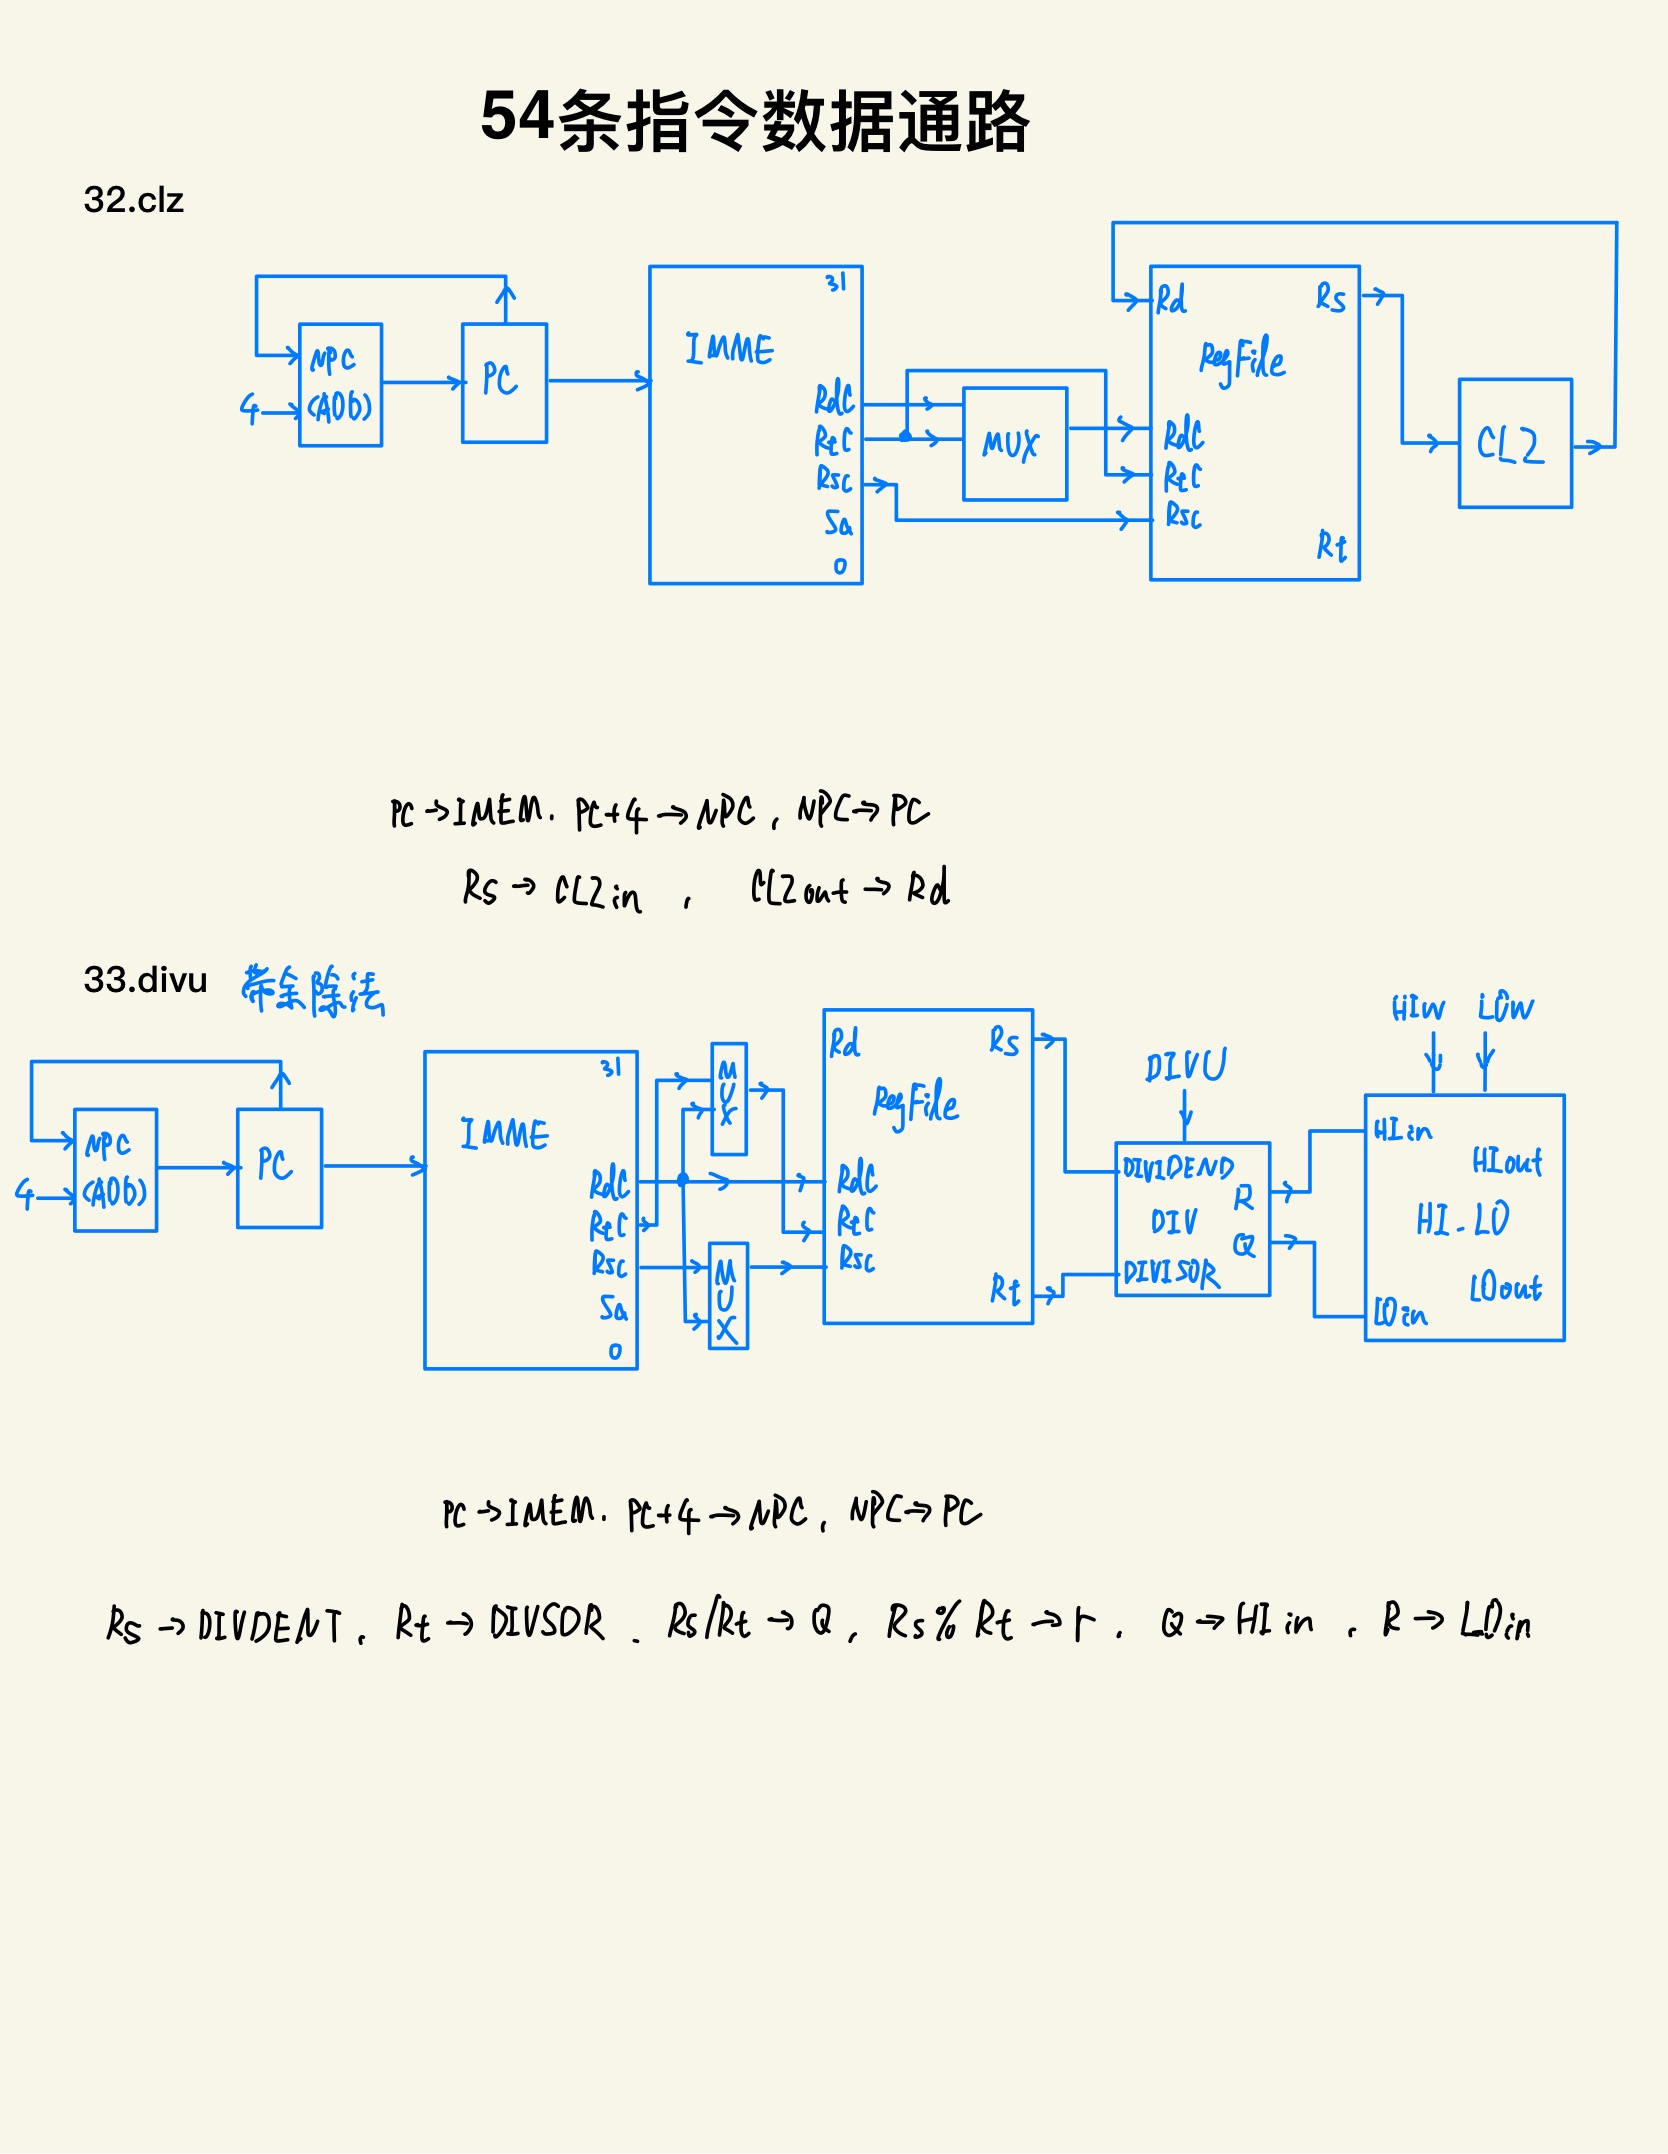 54条指令数据通路
32.clz
31
IMME
Rd
Rs
RegFile
NPC
PC
4
(ADD)
RdC
RtC
Rsc
Sa
0
MUX
RdC
RtC
Rsc
Rt
CLZ
PC→IMEM. PC+4→NPC, NPC→PC
Rs→CLZin , CLZout→Rd
33.divu 带余除法
31
IMME
MUX
Rd
Rs
RegFile
DIVU
HIw LOw
NPC
PC
4
(ADD)
RdC
RtC
Rsc
Sa
0
MUX
RdC
RtC
Rsc
Rt
DIVIDEND
R
DIV
Q
DIVISOR
HIin
HIout
HI-LO
LOout
LOin
PC→IMEM. PC+4→NPC, NPC→PC
Rs→DIVDENT, Rt→DIVSOR. Rs/Rt→Q, Rs%Rt→r. Q→HIin, R→LOin